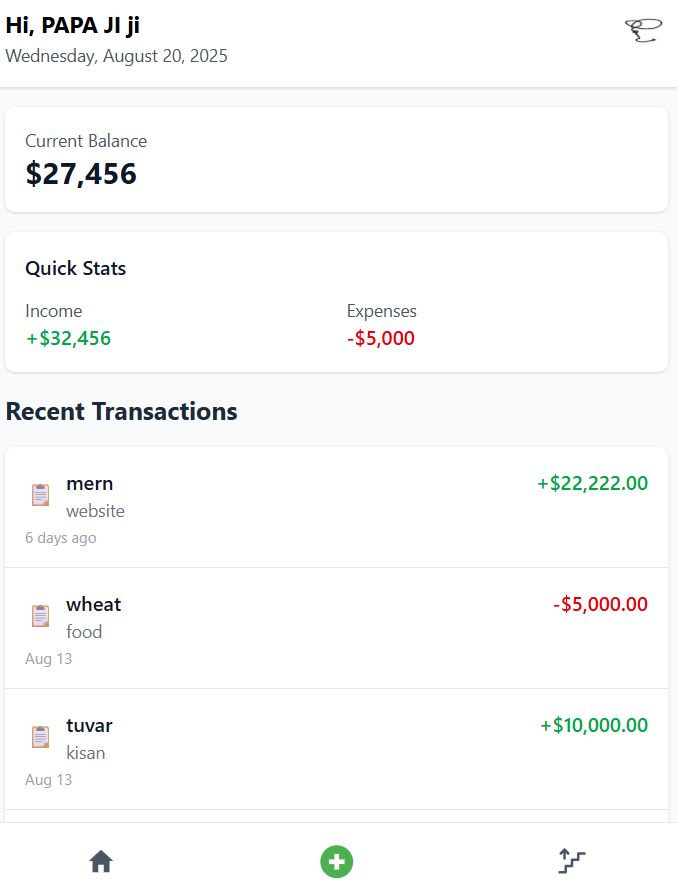 Hi, PAPA JI ji
Wednesday, August 20, 2025
Current Balance
$27,456
Quick Stats
Income
Expenses
+$32,456
-$5,000
Recent Transactions
mern
+$22,222.00
website
6 days ago
wheat
-$5,000.00
food
Aug 13
tuvar
+$10,000.00
kisan
Aug 13